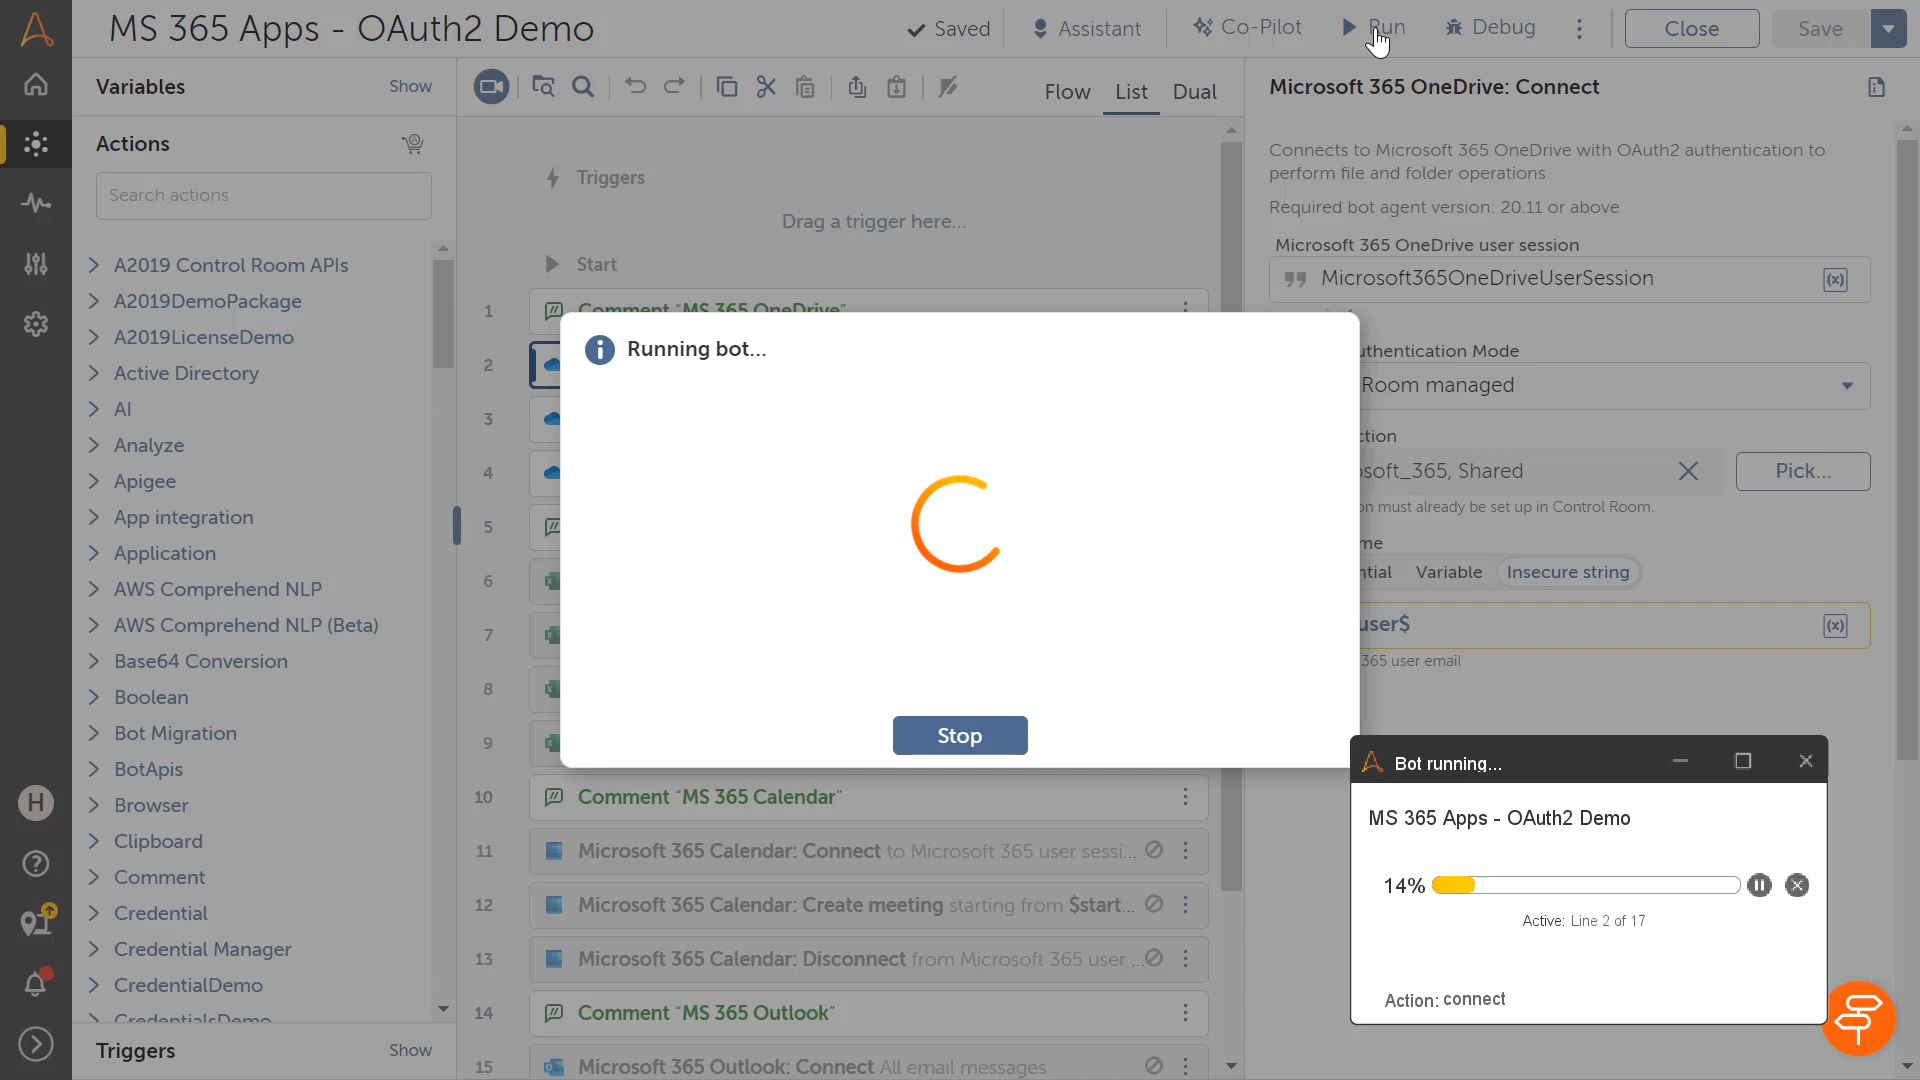 MS 365 Apps - OAuth2 Demo
Saved
Assistant
Co-Pilot
Run
Debug
Close
Save
Variables
Show
Flow
List
Dual
Microsoft 365 OneDrive: Connect
Actions
Search actions
A2019 Control Room APIs
A2019DemoPackage
A2019LicenseDemo
Active Directory
AI
Analyze
Apigee
App integration
Application
AWS Comprehend NLP
AWS Comprehend NLP (Beta)
Base64 Conversion
Boolean
Bot Migration
BotApis
Browser
Clipboard
Comment
Credential
Credential Manager
CredentialDemo
CredentialsDemo
Triggers
Show
H
Triggers
Drag a trigger here...
Start
1 Comment “MS 365 OneDrive”
2
3
4
5
6
7
8
9
10 Comment “MS 365 Calendar”
11 Microsoft 365 Calendar: Connect to Microsoft 365 user sessi...
12 Microsoft 365 Calendar: Create meeting starting from $start...
13 Microsoft 365 Calendar: Disconnect from Microsoft 365 user ...
14 Comment “MS 365 Outlook”
15 Microsoft 365 Outlook: Connect All email messages
Connects to Microsoft 365 OneDrive with OAuth2 authentication to
perform file and folder operations
Required bot agent version: 20.11 or above
Microsoft 365 OneDrive user session
Microsoft365OneDriveUserSession
(x)
uthentication Mode
Room managed
ction
soft_365, Shared
Pick...
on must already be set up in Control Room.
me
ntial
Variable
Insecure string
user$
(x)
365 user email
Running bot...
Stop
Bot running...
MS 365 Apps - OAuth2 Demo
14%
Active: Line 2 of 17
Action: connect